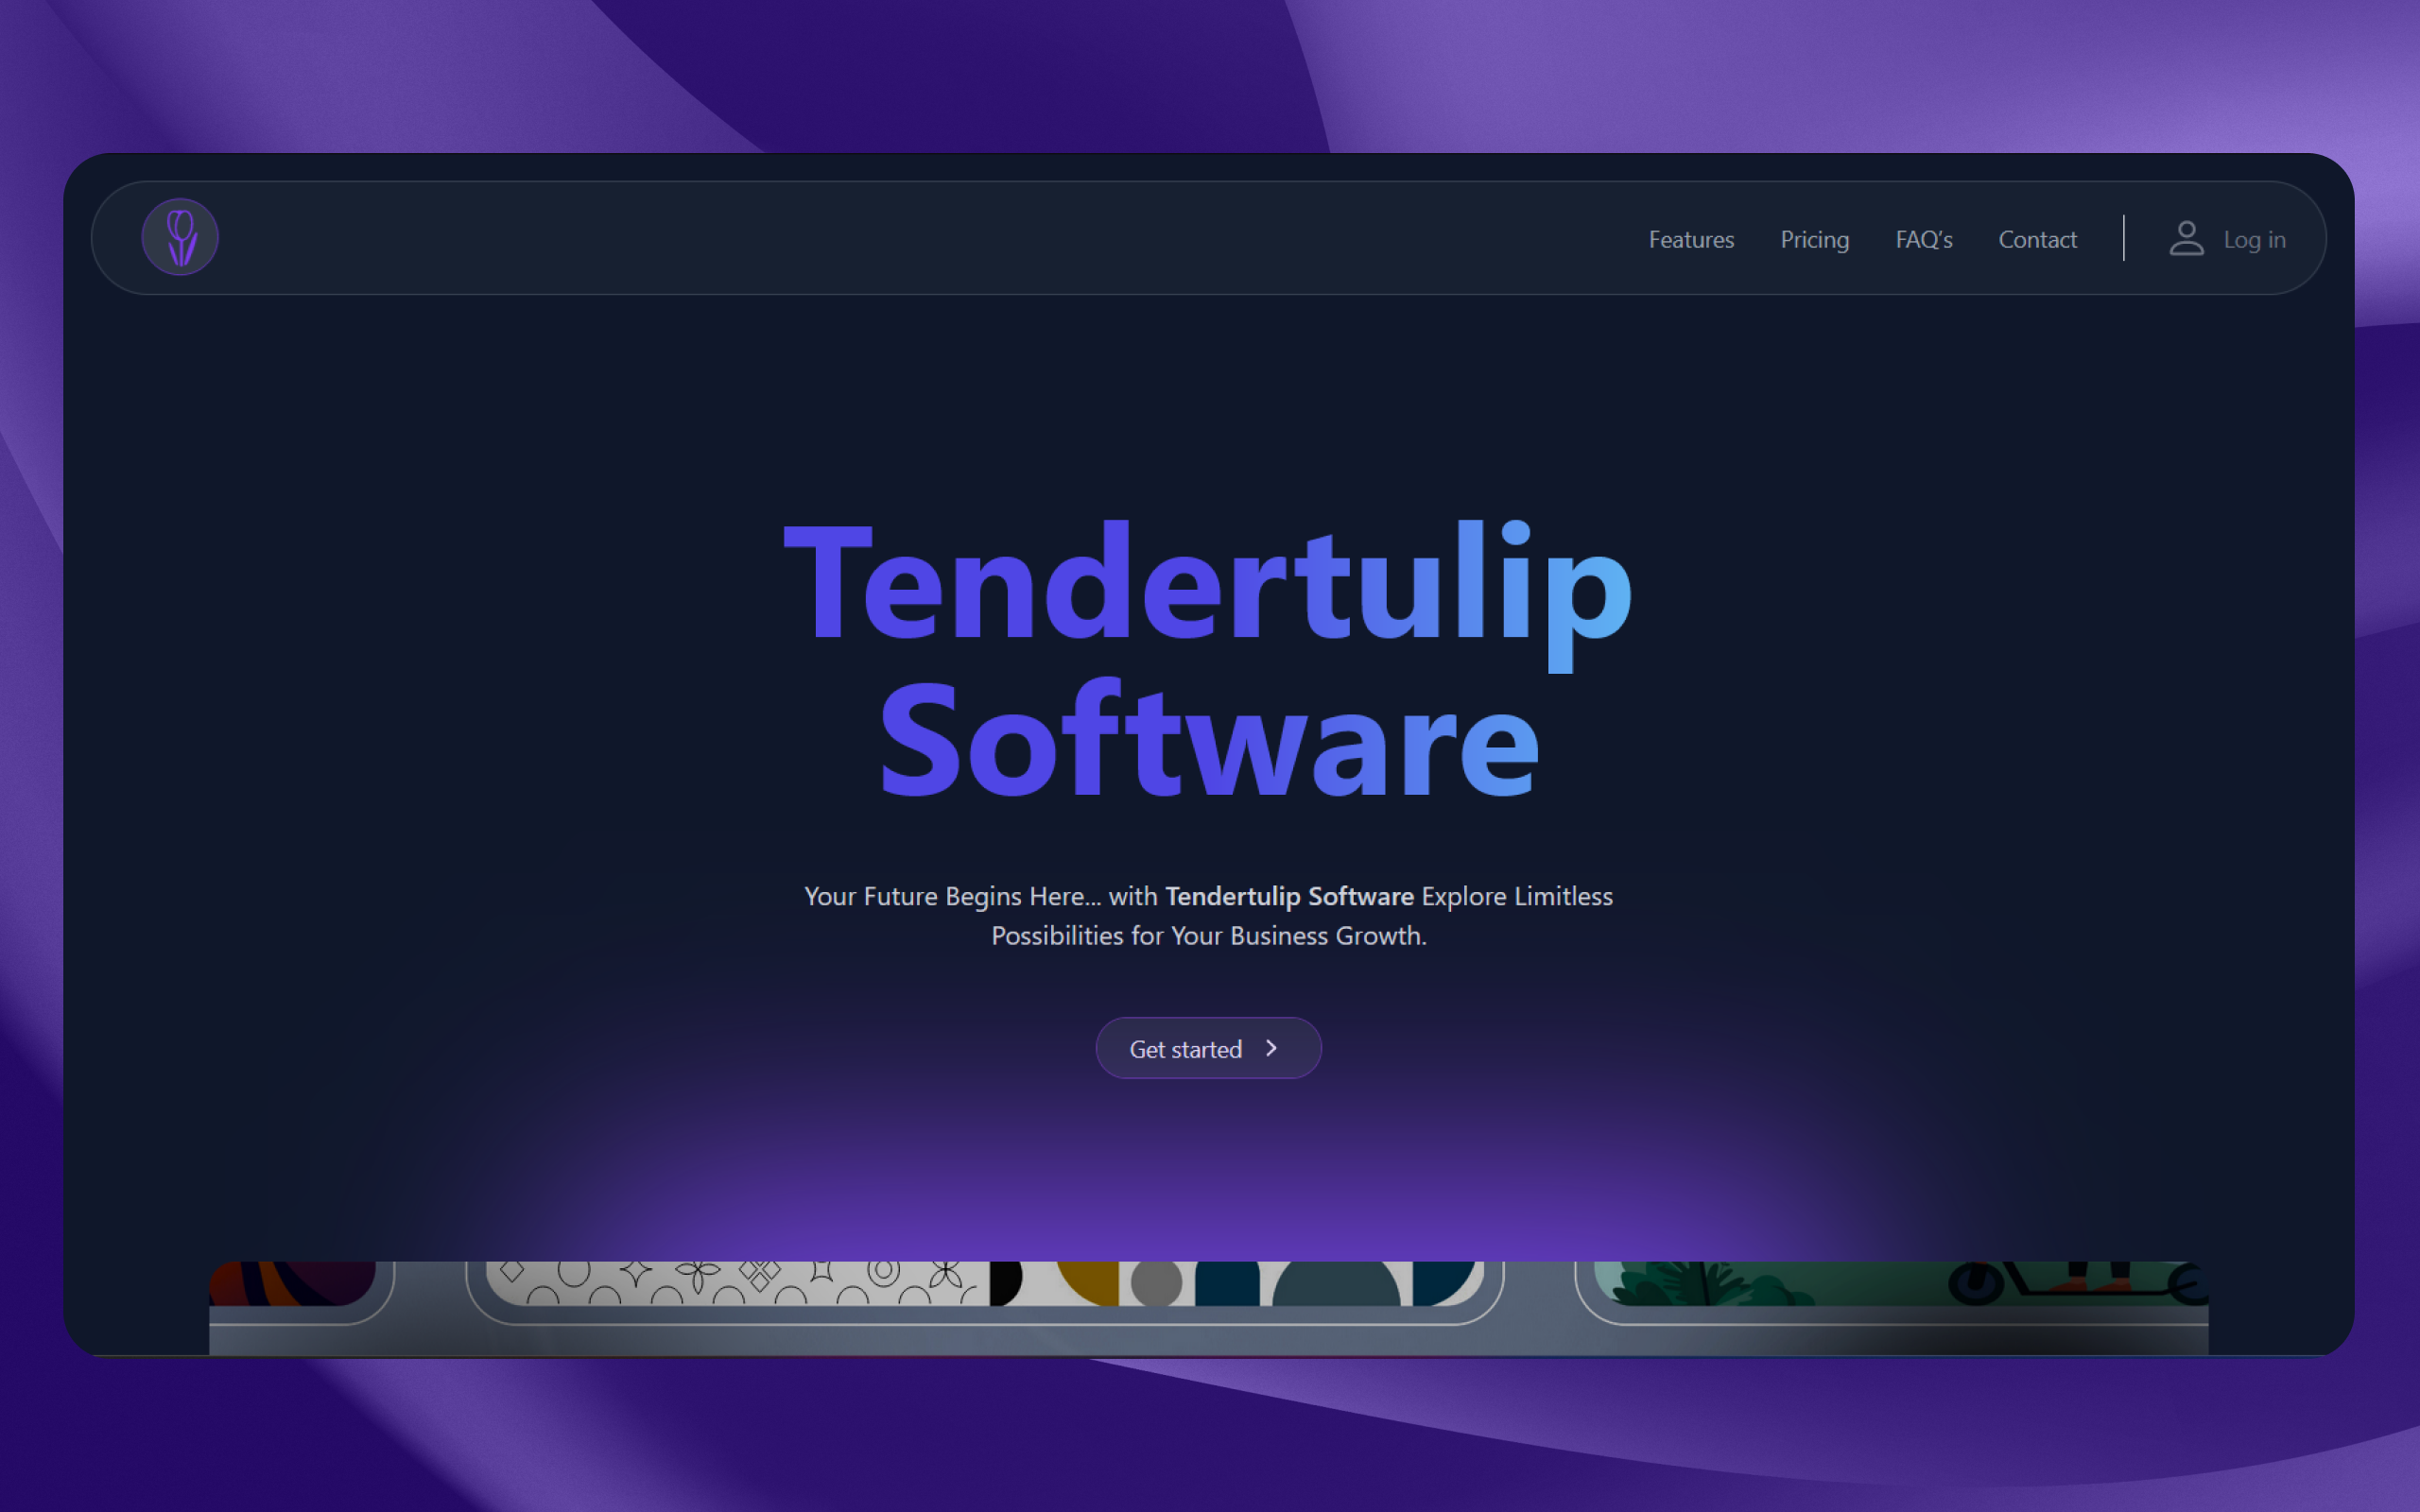 Features Pricing FAQ's Contact Log in
Tendertulip
Software
Your Future Begins Here... with Tendertulip Software Explore Limitless
Possibilities for Your Business Growth.
Get started